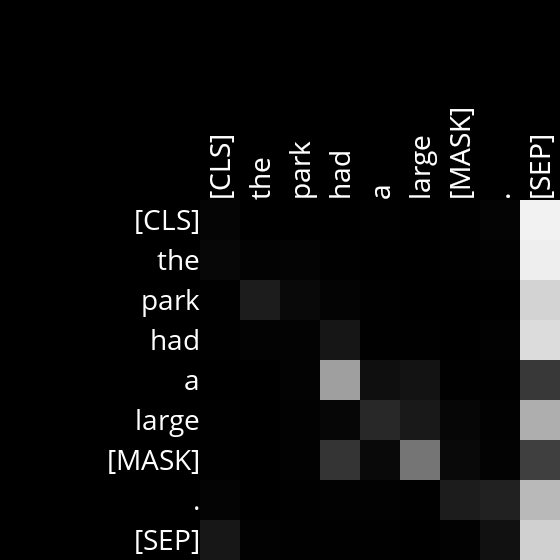 [CLS] the park had a large [MASK] . [SEP]
[CLS]
the
park
had
a
large
[MASK]
.
[SEP]